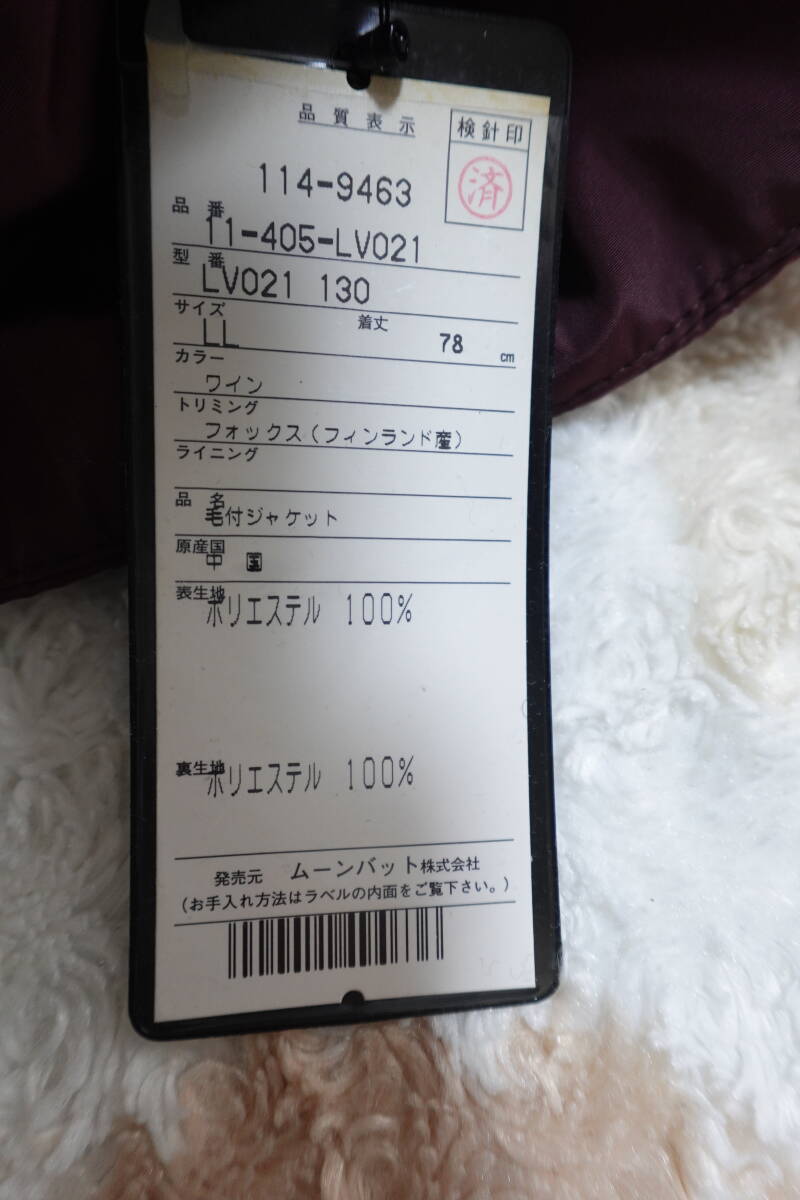 品質表示
検針印
済
114-9463
品番
11-405-LV021
型番
LV021 130
サイズ
LL
着丈
78 cm
カラー
ワイン
トリミング
フォックス(フィンランド産)
ライニング
品名
毛付ジャケット
原産国
中国
表生地
ポリエステル 100%
裏生地
ポリエステル 100%
発売元 ムーンバット株式会社
(お手入れ方法はラベルの内面をご覧下さい。)